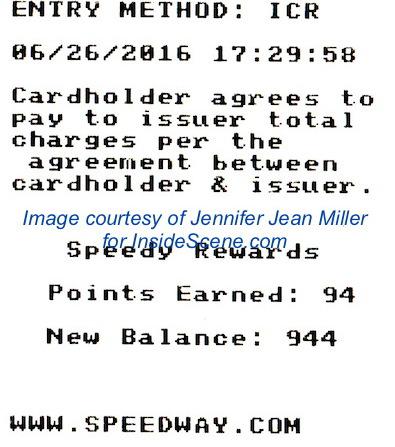 ENTRY METHOD: ICR
06/26/2016 17:29:58
Cardholder agrees to
pay to issuer total
charges per the
agreement between
cardholder & issuer.
Image courtesy of Jennifer Jean Miller
for InsideScene.com
Speedy Rewards
Points Earned: 94
New Balance: 944
WWW.SPEEDWAY.COM